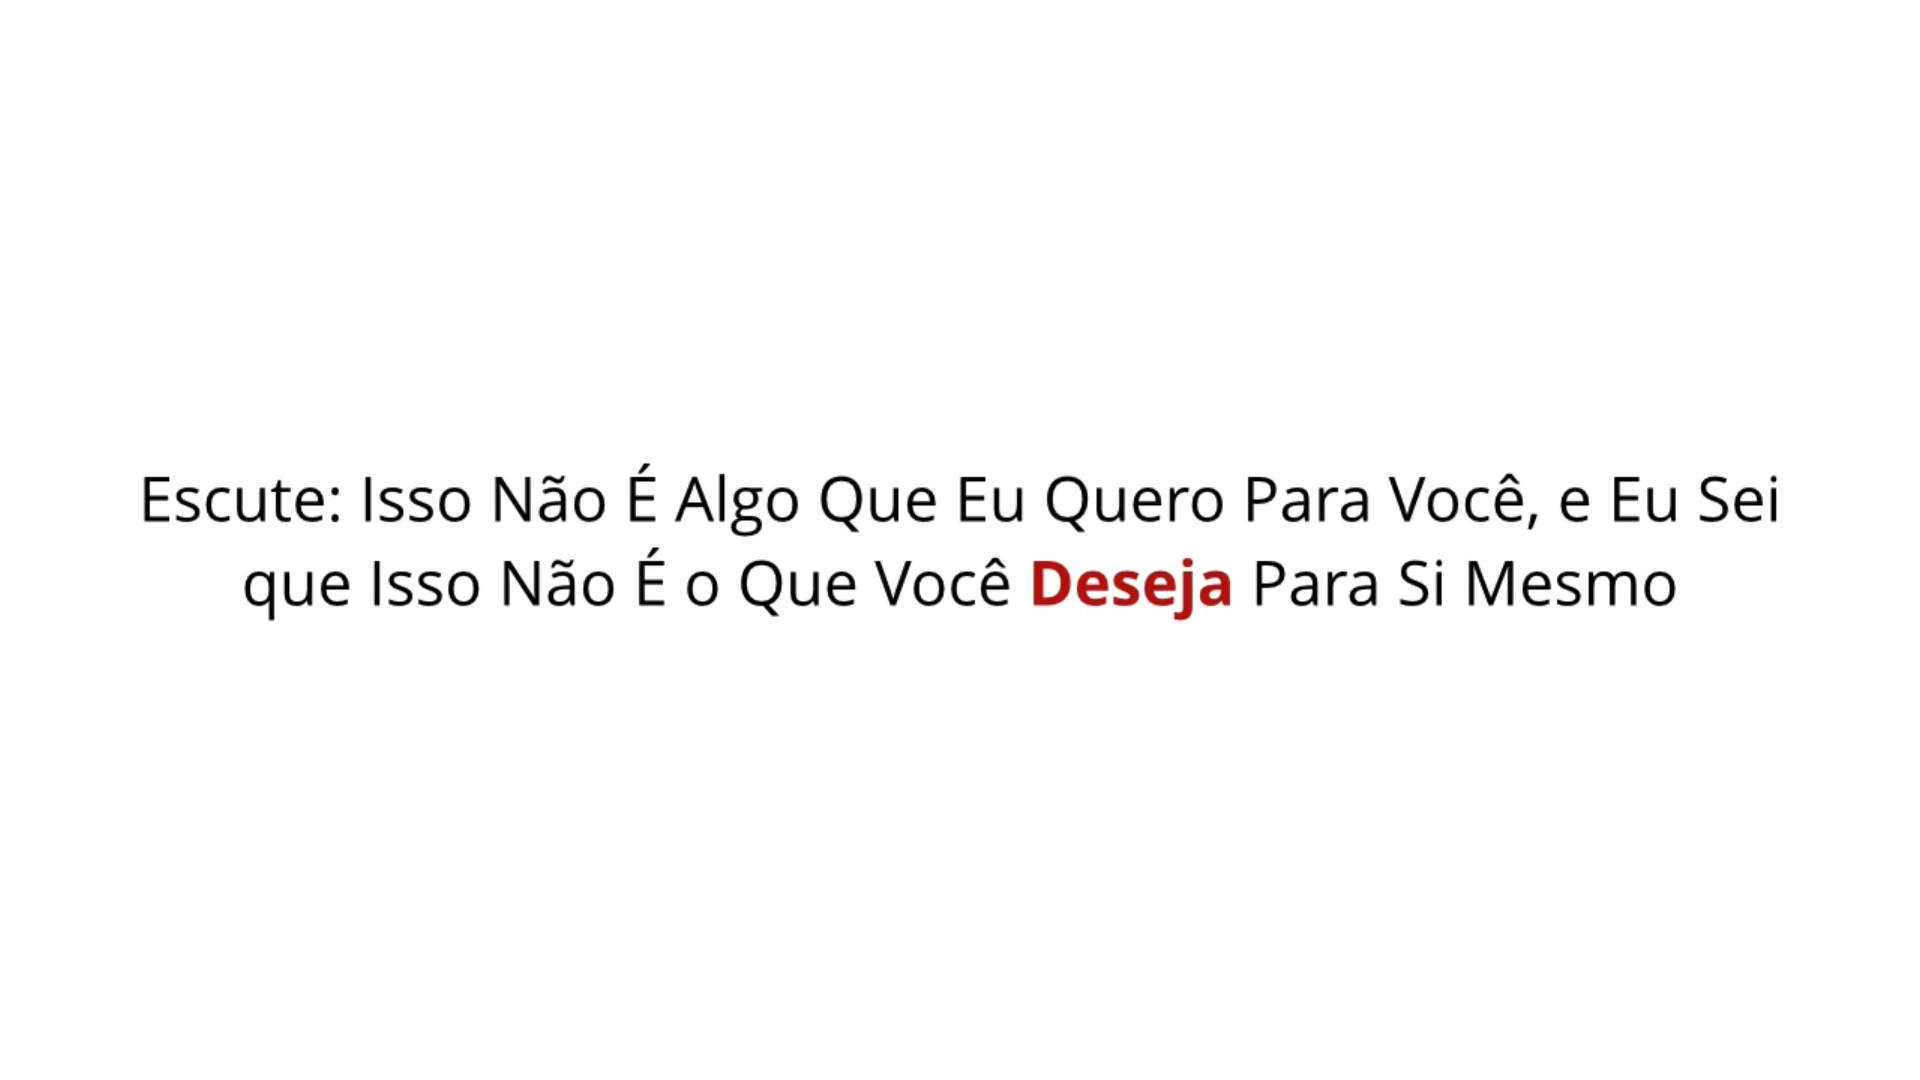 Escute: Isso Não É Algo Que Eu Quero Para Você, e Eu Sei
que Isso Não É o Que Você Deseja Para Si Mesmo